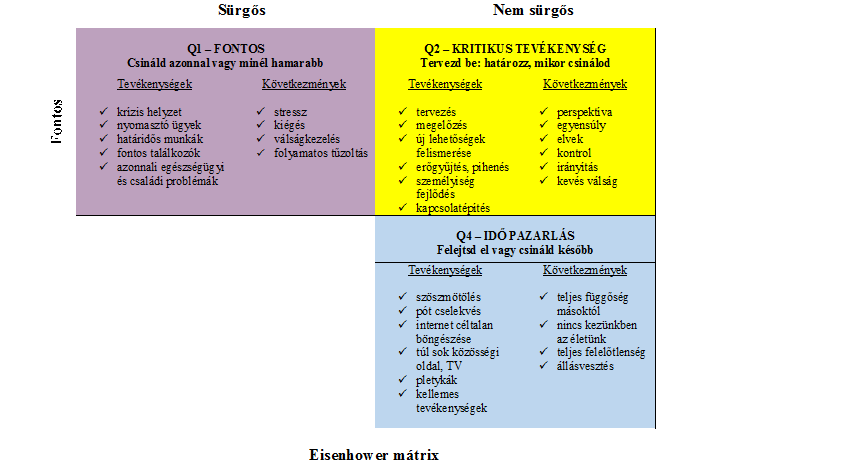 Sürgős
Nem sürgős
Fontos
Q1 – FONTOS
Csináld azonnal vagy minél hamarabb
Tevékenységek
✓ krízis helyzet
✓ nyomasztó ügyek
✓ határidős munkák
✓ fontos találkozók
✓ azonnali egészségügyi
és családi problémák
Következmények
✓ stressz
✓ kiégés
✓ válságkezelés
✓ folyamatos tűzoltás
Q2 – KRITIKUS TEVÉKENYSÉG
Tervezd be: határozz, mikor csinálod
Tevékenységek
✓ tervezés
✓ megelőzés
✓ új lehetőségek
felismerése
✓ erőgyűjtés, pihenés
✓ személyiség
fejlődés
✓ kapcsolatépítés
Következmények
✓ perspektíva
✓ egyensúly
✓ elvek
✓ kontrol
✓ irányítás
✓ kevés válság
Q4 – IDŐ PAZARLÁS
Felejtsd el vagy csináld később
Tevékenységek
✓ szöszmötölés
✓ pót cselekvés
✓ internet céltalan
böngészése
✓ túl sok közösségi
oldal, TV
✓ pletykák
✓ kellemes
tevékenységek
Következmények
✓ teljes függőség
másoktól
✓ nincs kezünkben
az életünk
✓ teljes felelőtlenség
✓ állásvesztés
Eisenhower mátrix